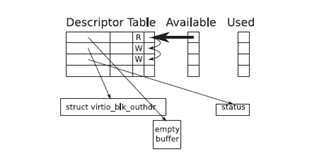 Descriptor Table Available Used
R
W
W
struct virtio_blk_outhdr
status
empty
buffer